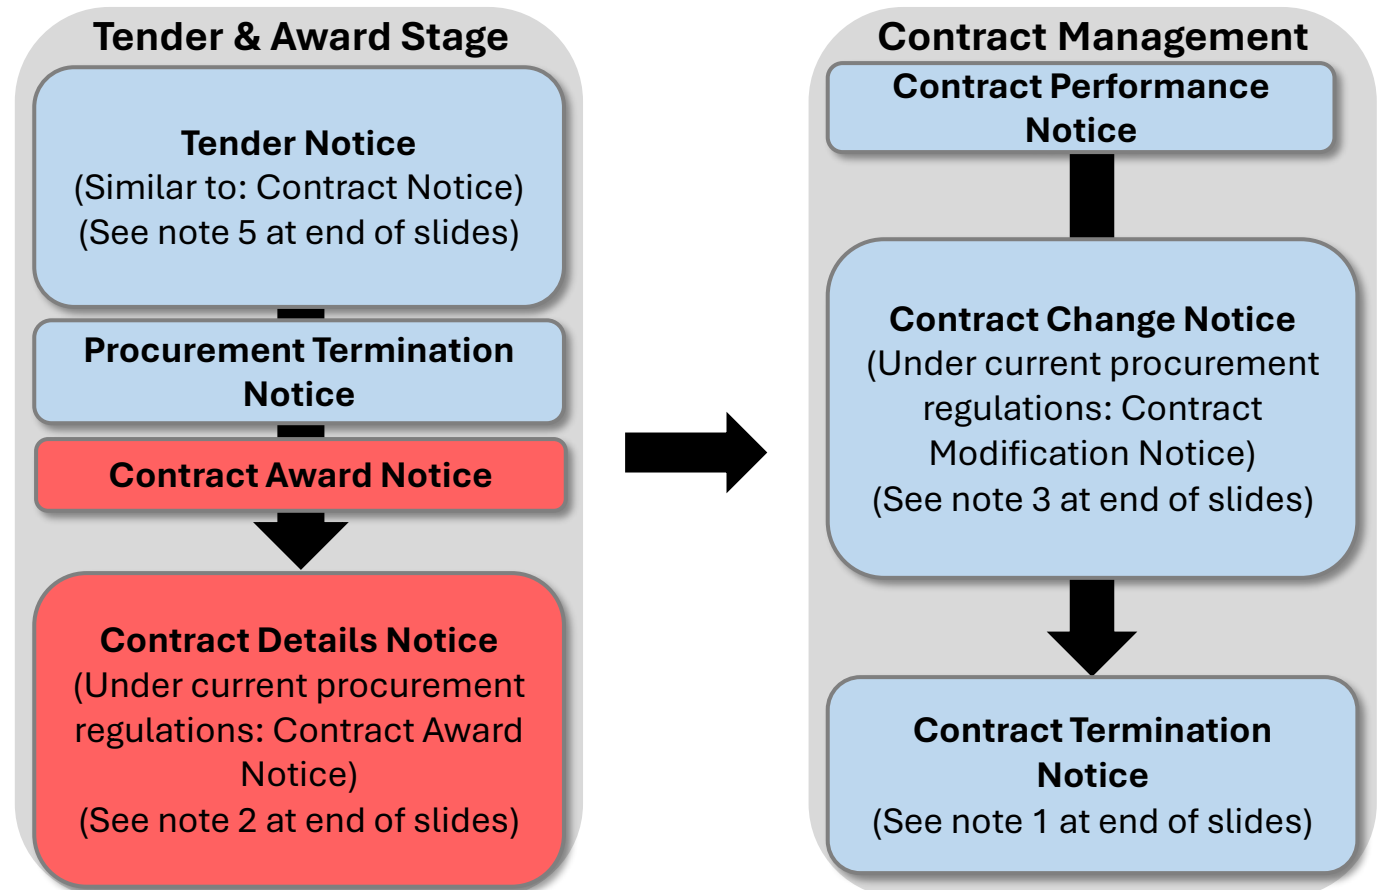 Tender & Award Stage
Tender Notice
(Similar to: Contract Notice)
(See note 5 at end of slides)
Procurement Termination
Notice
Contract Award Notice
Contract Details Notice
(Under current procurement
regulations: Contract Award
Notice)
(See note 2 at end of slides)
Contract Management
Contract Performance
Notice
Contract Change Notice
(Under current procurement
regulations: Contract
Modification Notice)
(See note 3 at end of slides)
Contract Termination
Notice
(See note 1 at end of slides)